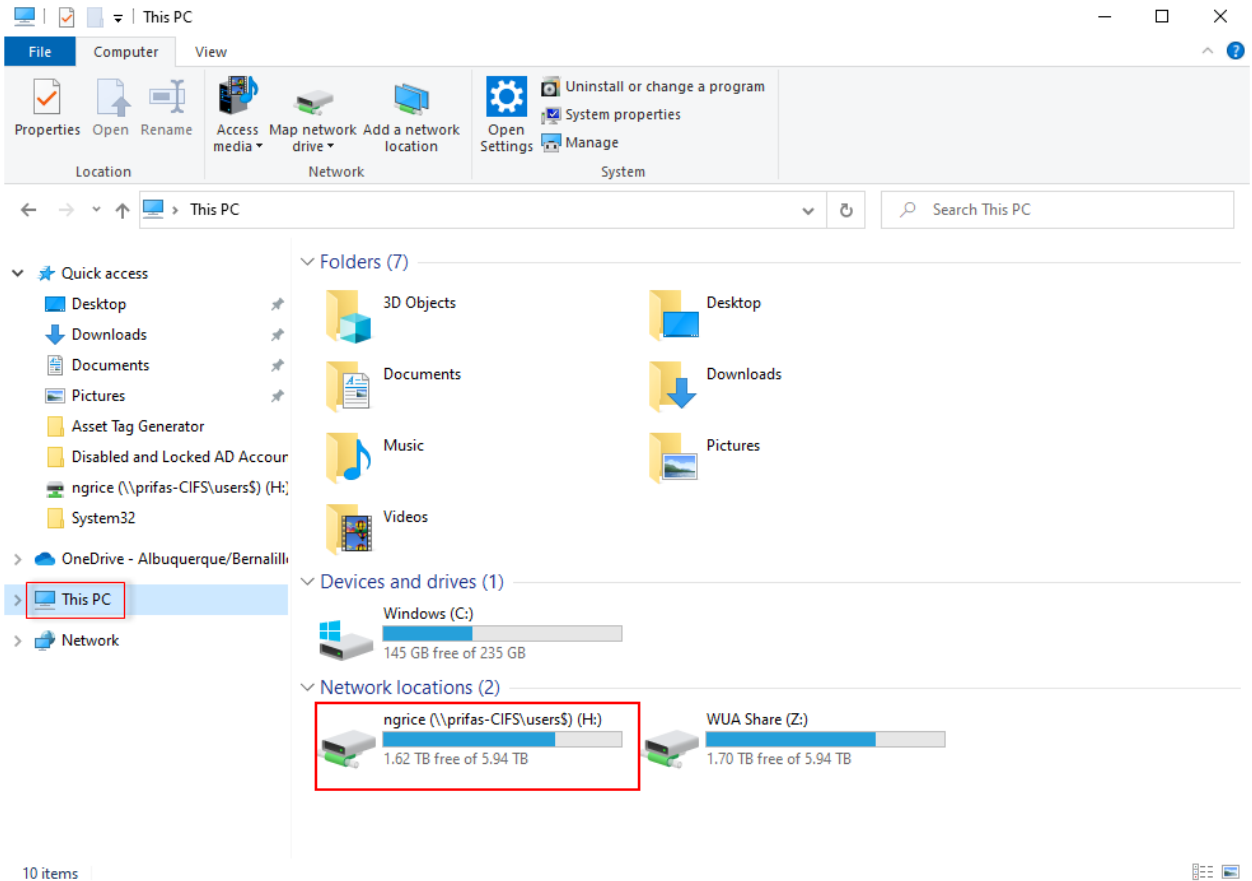 This PC
File Computer View
Properties Open Rename
Access media
Map network drive
Add a network location
Open Settings
Uninstall or change a program
System properties
Manage
Location Network System
This PC
Search This PC
Quick access
Desktop
Downloads
Documents
Pictures
Asset Tag Generator
Disabled and Locked AD Accour
ngrice (\\prifas-CIFS\users$) (H:)
System32
OneDrive - Albuquerque/Bernalill
This PC
Network
Folders (7)
3D Objects
Desktop
Documents
Downloads
Music
Pictures
Videos
Devices and drives (1)
Windows (C:)
145 GB free of 235 GB
Network locations (2)
ngrice (\\prifas-CIFS\users$) (H:)
1.62 TB free of 5.94 TB
WUA Share (Z:)
1.70 TB free of 5.94 TB
10 items